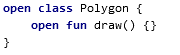 open class Polygon {
    open fun draw() {}
}